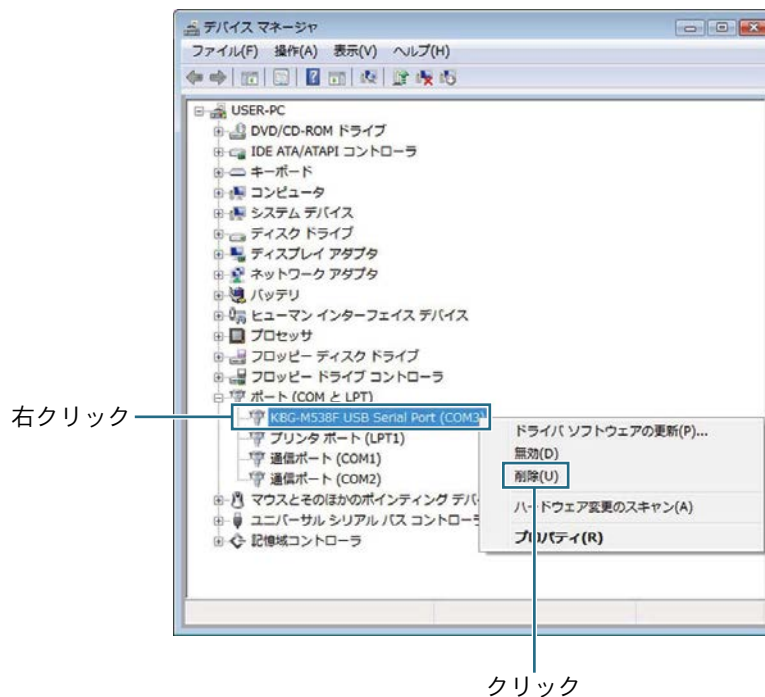 デバイス マネージャ
ファイル(F) 操作(A) 表示(V) ヘルプ(H)
USER-PC
DVD/CD-ROM ドライブ
IDE ATA/ATAPI コントローラ
キーボード
コンピュータ
システム デバイス
ディスク ドライブ
ディスプレイ アダプタ
ネットワーク アダプタ
バッテリ
ヒューマン インターフェイス デバイス
プロセッサ
フロッピー ディスク ドライブ
フロッピー ドライブ コントローラ
ポート (COM と LPT)
右クリック
KIBG-M538F USB Serial Port (COM3)
プリンタ ポート (LPT1)
通信ポート (COM1)
通信ポート (COM2)
マウスとそのほかのポインティング デバ
ユニバーサル シリアル バス コントローラ
記憶域コントローラ
ドライバ ソフトウェアの更新(P)...
無効(D)
削除(U)
ハードウェア変更のスキャン(A)
プロパティ(R)
クリック